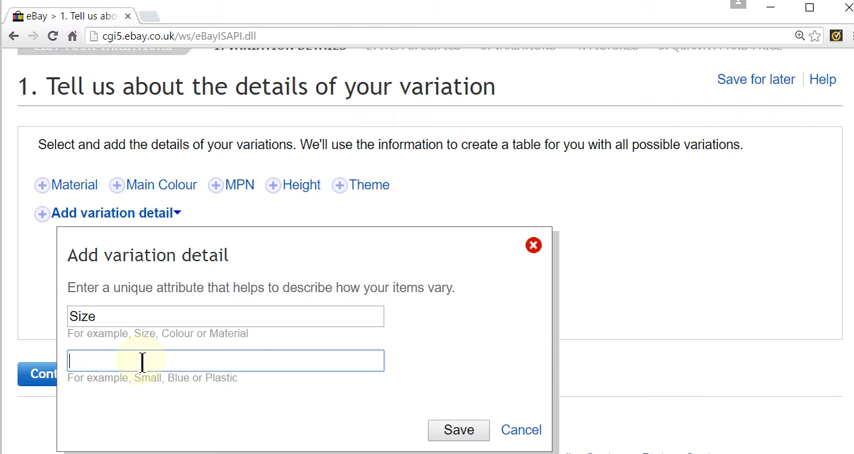 eBay > 1. Tell us abo
cgi5.ebay.co.uk/ws/eBayISAPI.dll
1. Tell us about the details of your variation
Save for later Help
Select and add the details of your variations. We'll use the information to create a table for you with all possible variations.
Material Main Colour MPN Height Theme
Add variation detail
Add variation detail
Enter a unique attribute that helps to describe how your items vary.
Size
For example, Size, Colour or Material
For example, Small, Blue or Plastic
Cont
Save Cancel